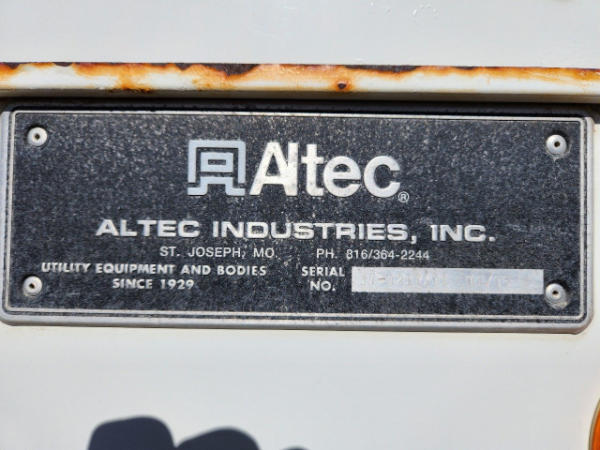 Altec®
ALTEC INDUSTRIES, INC.
ST. JOSEPH, MO. PH. 816/364-2244
UTILITY EQUIPMENT AND BODIES SERIAL
SINCE 1929 NO.